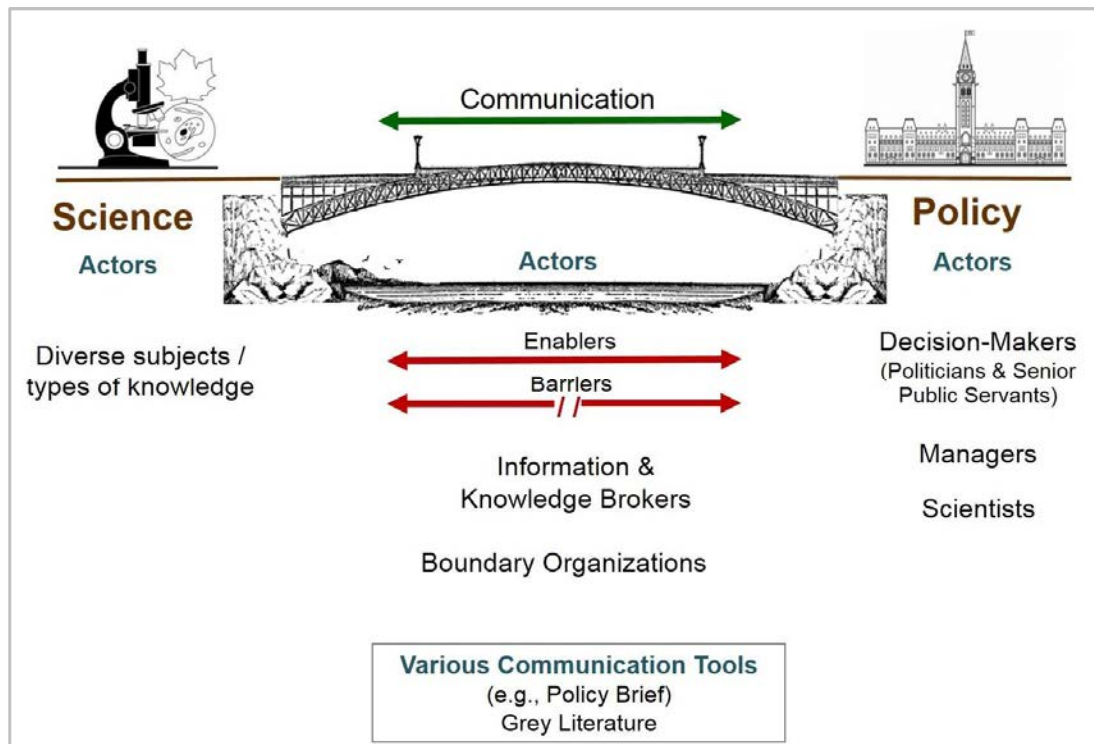 Communication
Science
Actors
Diverse subjects /
types of knowledge
Actors
Enablers
Barriers
Information &
Knowledge Brokers
Boundary Organizations
Policy
Actors
Decision-Makers
(Politicians & Senior
Public Servants)
Managers
Scientists
Various Communication Tools
(e.g., Policy Brief)
Grey Literature